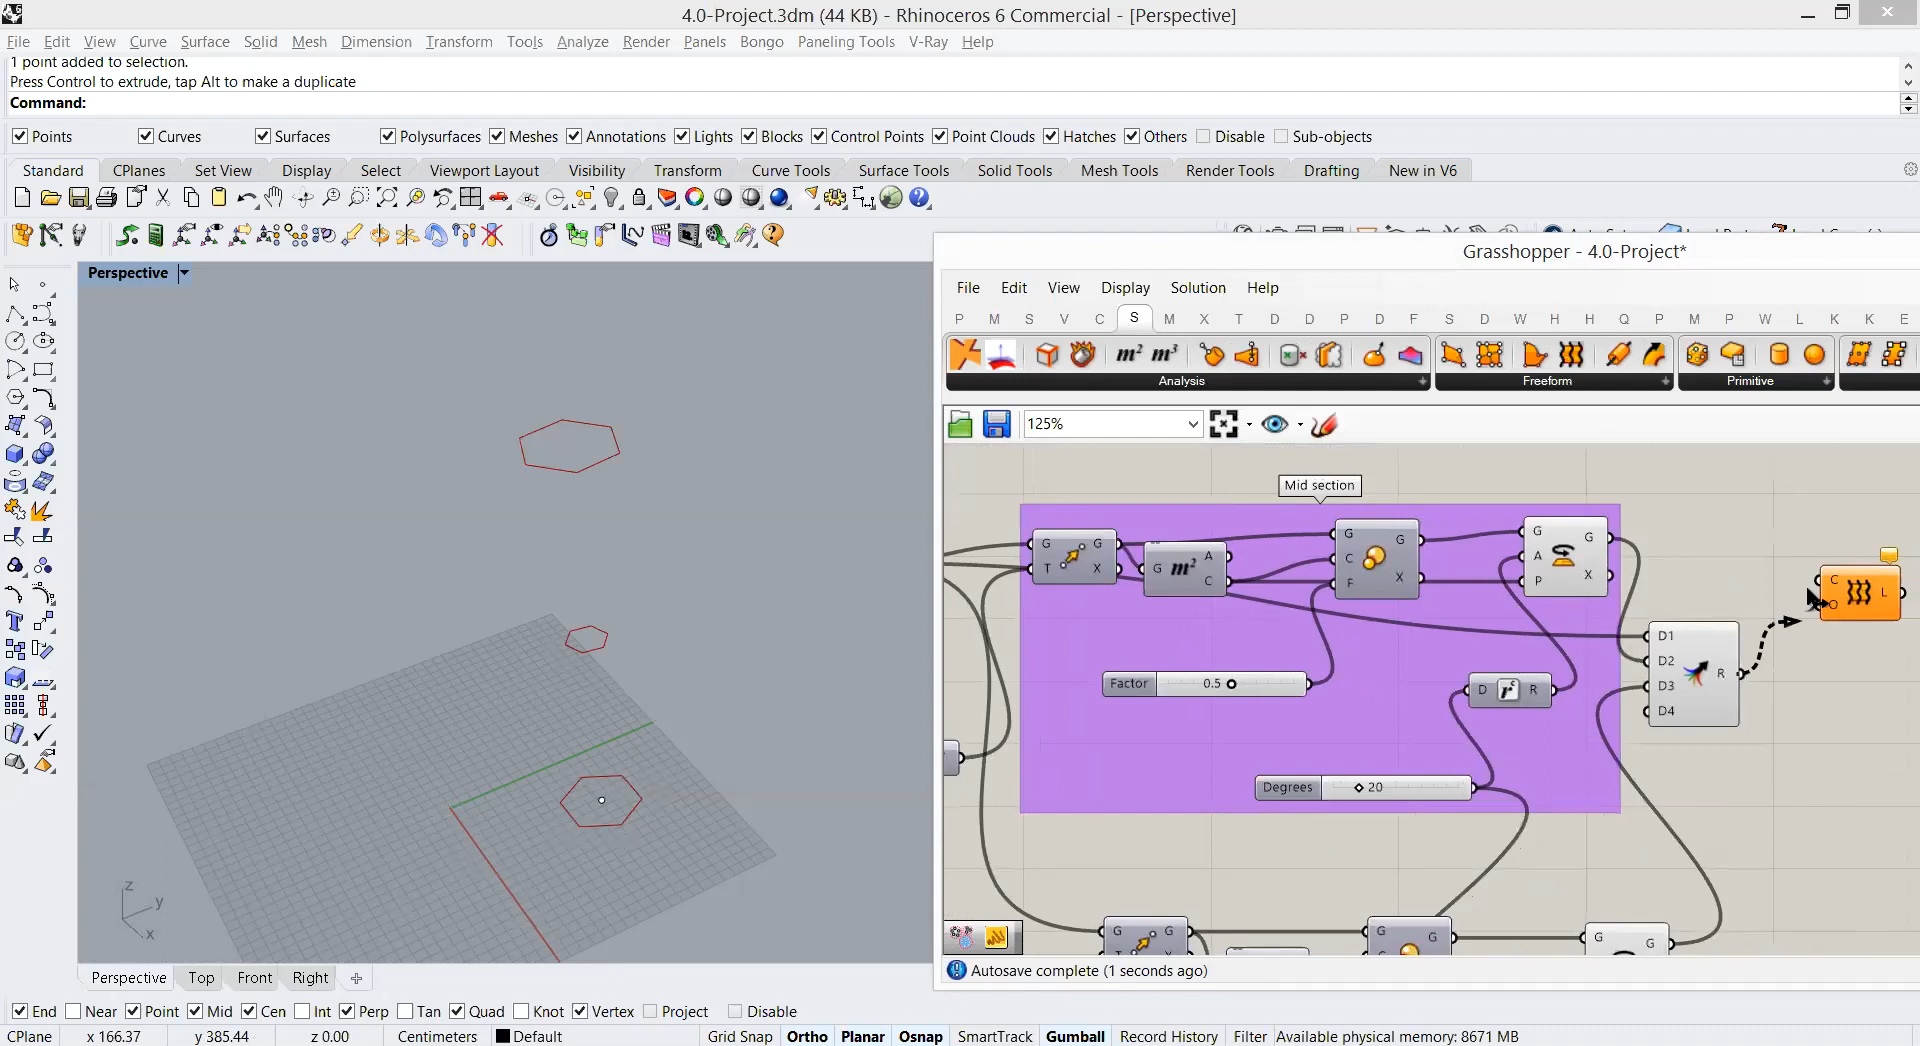 4.0-Project.3dm (44 KB) - Rhinoceros 6 Commercial - [Perspective]
File Edit View Curve Surface Solid Mesh Dimension Transform Tools Analyze Render Panels Bongo Paneling Tools V-Ray Help
1 point added to selection.
Press Control to extrude, tap Alt to make a duplicate
Command:
Points Curves Surfaces Polysurfaces Meshes Annotations Lights Blocks Control Points Point Clouds Hatches Others Disable Sub-objects
Standard CPlanes Set View Display Select Viewport Layout Visibility Transform Curve Tools Surface Tools Solid Tools Mesh Tools Render Tools Drafting New in V6
Perspective
Grasshopper - 4.0-Project*
File Edit View Display Solution Help
P M S V C S M X T D D P D F S D W H H Q P M P W L K K E
m² m³
Analysis Freeform Primitive
125%
Mid section
G T G X
G m² A C
G C F G X
G A P G X
C O L
D1
D2
D3
D4
R
Factor 0.5
D r^c R
Degrees 20
G G
G G
G G
z
y
x
Autosave complete (1 seconds ago)
Perspective Top Front Right
End Near Point Mid Cen Int Perp Tan Quad Knot Vertex Project Disable
CPlane x 166.37 y 385.44 z 0.00 Centimeters Default Grid Snap Ortho Planar Osnap SmartTrack Gumball Record History Filter Available physical memory: 8671 MB